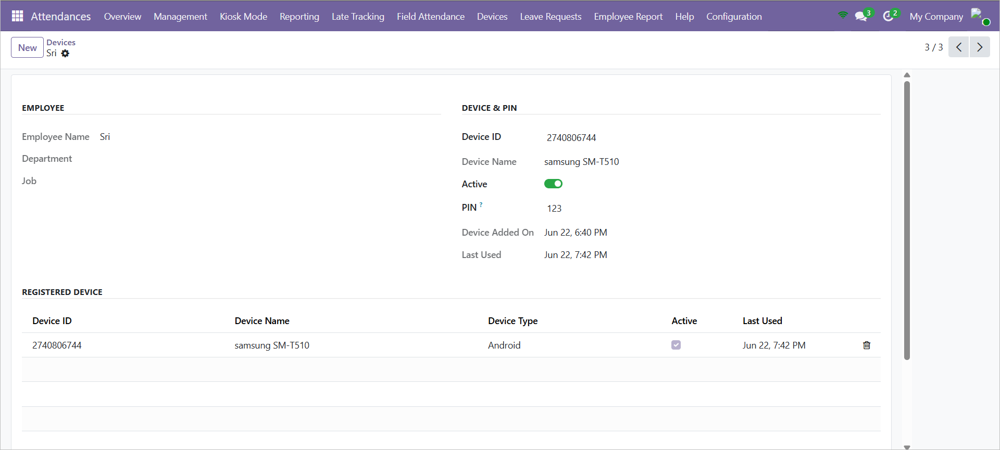 Attendances Overview Management Kiosk Mode Reporting Late Tracking Field Attendance Devices Leave Requests Employee Report Help Configuration 3 2 My Company
New Devices
Sri
3 / 3
EMPLOYEE
Employee Name Sri
Department
Job
DEVICE & PIN
Device ID 2740806744
Device Name samsung SM-T510
Active
PIN ? 123
Device Added On Jun 22, 6:40 PM
Last Used Jun 22, 7:42 PM
REGISTERED DEVICE
Device ID Device Name Device Type Active Last Used
2740806744 samsung SM-T510 Android Jun 22, 7:42 PM